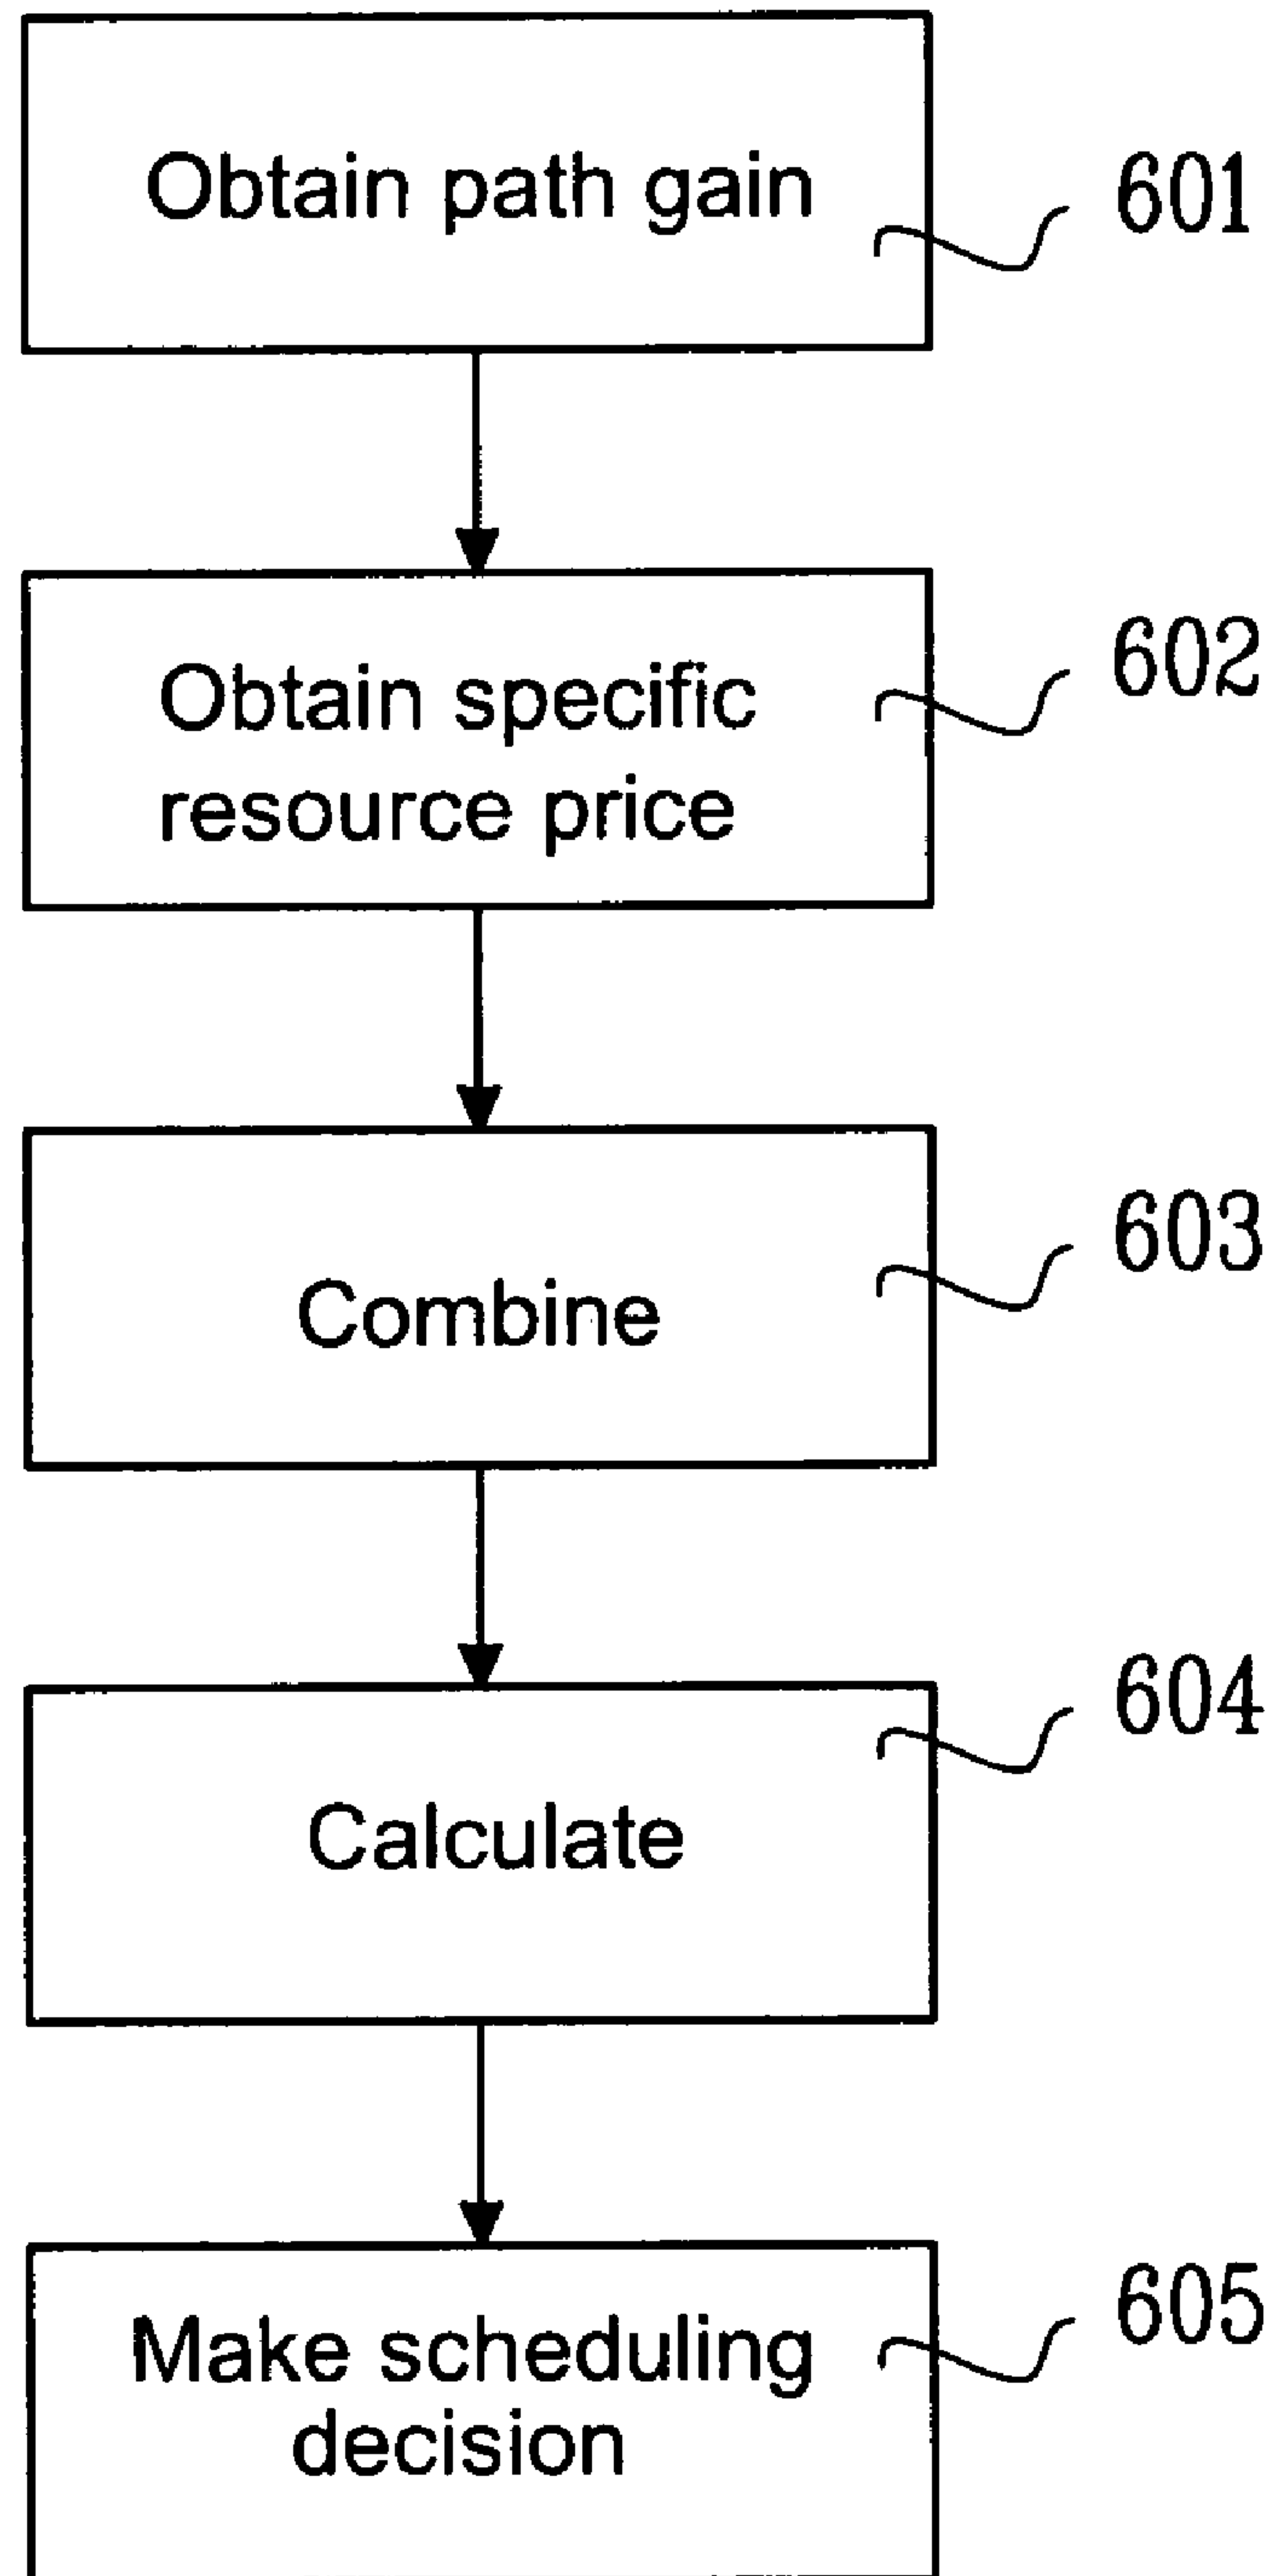 Obtain path gain
601
Obtain specific
resource price
602
Combine
603
Calculate
604
Make scheduling
decision
605